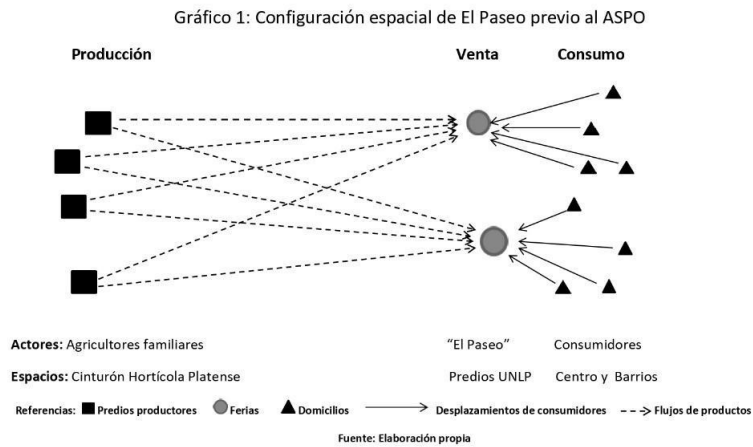 Gráfico 1: Configuración espacial de El Paseo previo al ASPO
Producción Venta Consumo
Actores: Agricultores familiares "El Paseo" Consumidores
Espacios: Cinturón Hortícola Platense Predios UNLP Centro y Barrios
Referencias: Predios productores Ferias Domicilios Desplazamientos de consumidores Flujos de productos
Fuente: Elaboración propia